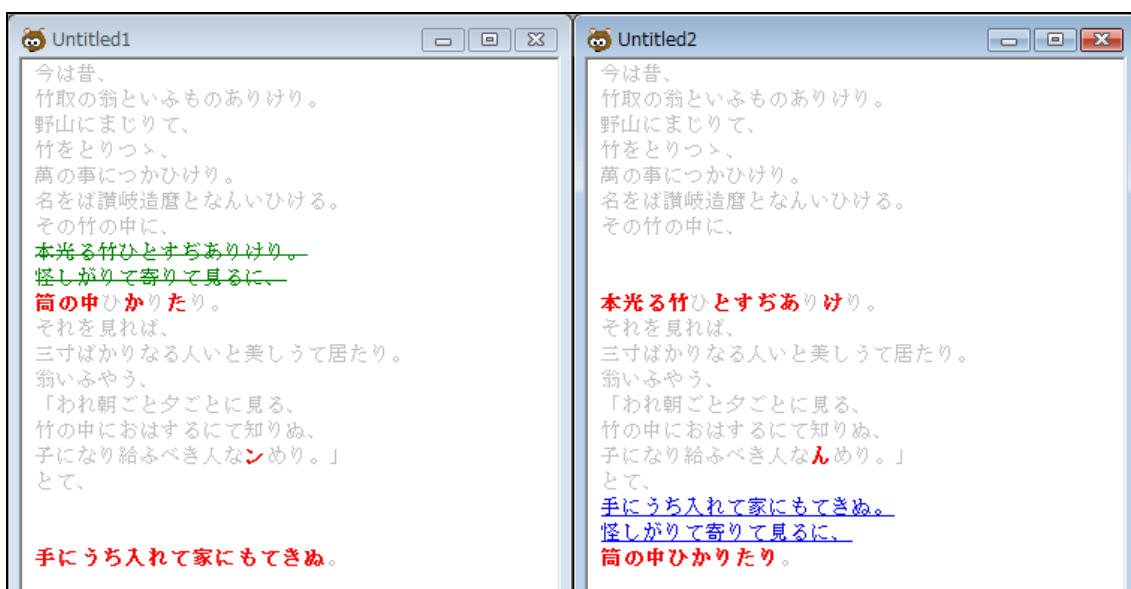 Untitled1
今は昔、
竹取の翁といふものありけり。
野山にまじりて、
竹をとりつゝ、
萬の事につかひけり。
名をば讃岐造麿となんいひける。
その竹の中に、
本光る竹ひとすぢありけり。
怪しがりて寄りて見るに、
筒の中ひかりたり。
それを見れば、
三寸ばかりなる人いと美しうて居たり。
翁いふやう、
「われ朝ごと夕ごとに見る、
竹の中におはするにて知りぬ、
子になり給ふべき人なンめり。」
とて、
手にうち入れて家にもてきぬ。
Untitled2
今は昔、
竹取の翁といふものありけり。
野山にまじりて、
竹をとりつゝ、
萬の事につかひけり。
名をば讃岐造麿となんいひける。
その竹の中に、
本光る竹ひとすぢありけり。
それを見れば、
三寸ばかりなる人いと美しうて居たり。
翁いふやう、
「われ朝ごと夕ごとに見る、
竹の中におはするにて知りぬ、
子になり給ふべき人なんめり。」
とて、
手にうち入れて家にもてきぬ。
怪しがりて寄りて見るに、
筒の中ひかりたり。